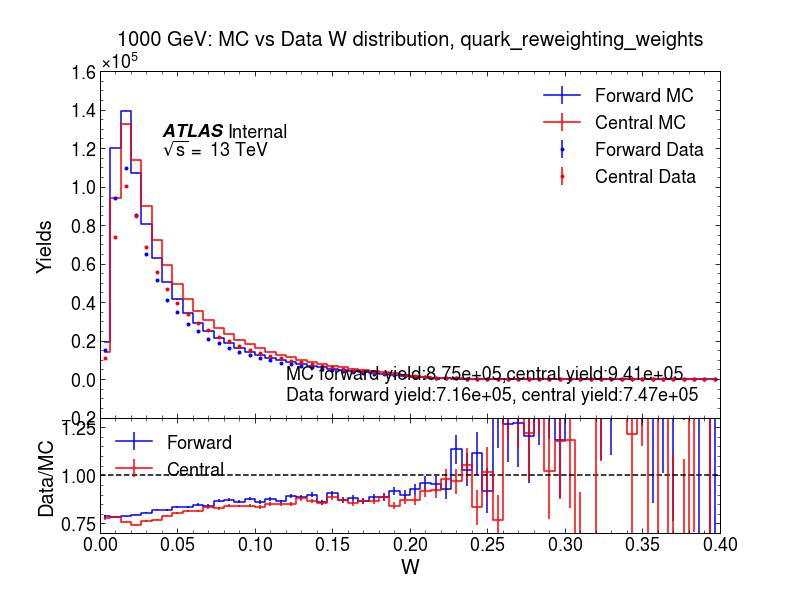 1000 GeV: MC vs Data W distribution, quark_reweighting_weights
×10⁵
1.6
1.4
1.2
1.0
0.8
0.6
0.4
0.2
0.0
0.2
Yields
ATLAS Internal
√s = 13 TeV
Forward MC
Central MC
Forward Data
Central Data
MC forward yield:8.75e+05 central yield:9.41e+05
Data forward yield:7.16e+05, central yield:7.47e+05
1.25
1.00
0.75
Data/MC
Forward
Central
0.00 0.05 0.10 0.15 0.20 0.25 0.30 0.35 0.40
W